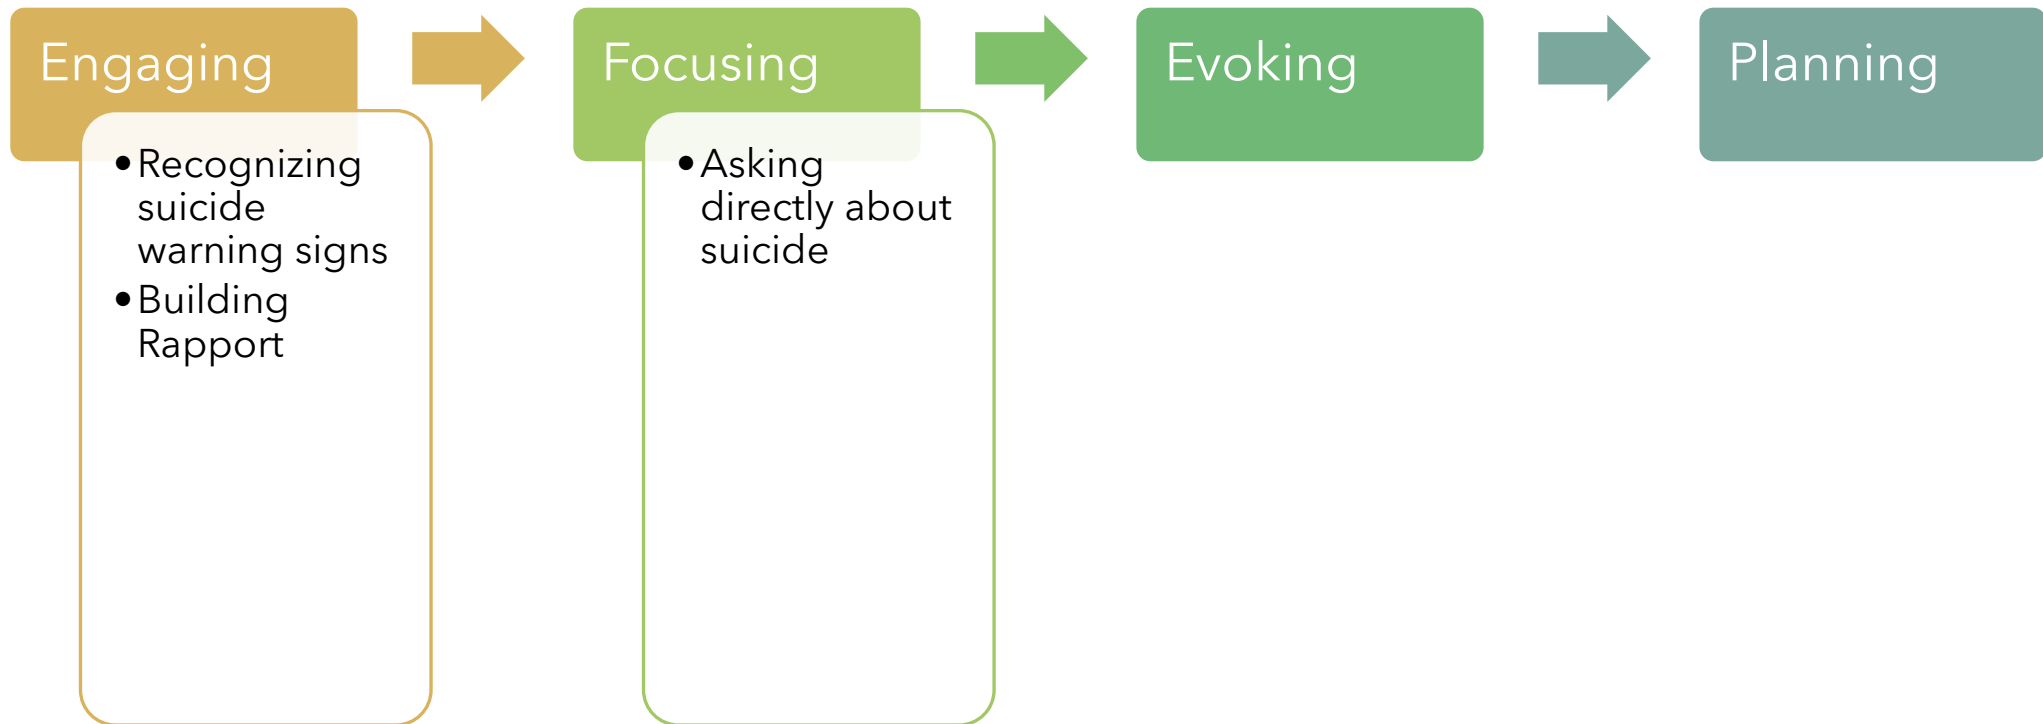 Engaging
• Recognizing
suicide
warning signs
• Building
Rapport
Focusing
• Asking
directly about
suicide
Evoking
Planning